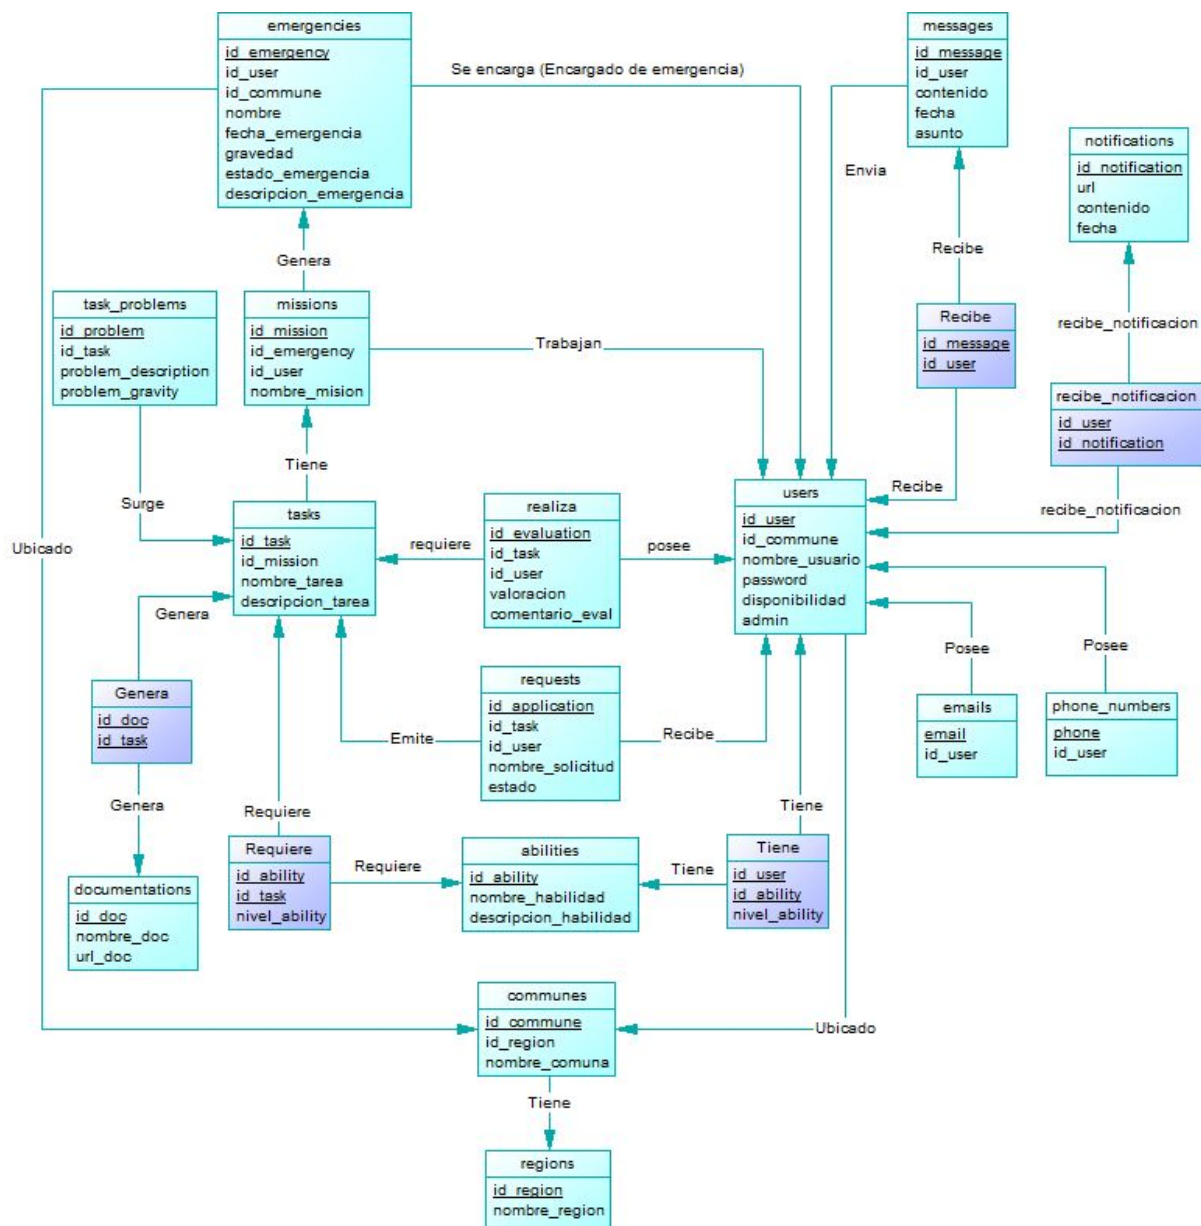 emergencies
id_emergency
id_user
id_commune
nombre
fecha_emergencia
gravedad
estado_emergencia
descripcion_emergencia
Se encarga (Encargado de emergencia)
messages
id_message
id_user
contenido
fecha
asunto
notifications
id_notification
url
contenido
fecha
Envia
Recibe
Genera
task_problems
id_problem
id_task
problem_description
problem_gravity
missions
id_mission
id_emergency
id_user
nombre_mision
Trabajan
Recibe
id_message
id_user
recibe_notificacion
recibe_notificacion
id_user
id_notification
Tiene
Surge
Ubicado
tasks
id_task
id_mission
nombre_tarea
descripcion_tarea
requiere
realiza
id_evaluation
id_task
id_user
valoracion
comentario_eval
posee
users
id_user
id_commune
nombre_usuario
password
disponibilidad
admin
Recibe
recibe_notificacion
Genera
Posee
Posee
Genera
id_doc
id_task
Emite
requests
id_application
id_task
id_user
nombre_solicitud
estado
Recibe
emails
email
id_user
phone_numbers
phone
id_user
Genera
Requiere
Tiene
documentations
id_doc
nombre_doc
url_doc
Requiere
id_ability
id_task
nivel_ability
Requiere
abilities
id_ability
nombre_habilidad
descripcion_habilidad
Tiene
Tiene
id_user
id_ability
nivel_ability
communes
id_commune
id_region
nombre_comuna
Ubicado
Tiene
regions
id_region
nombre_region